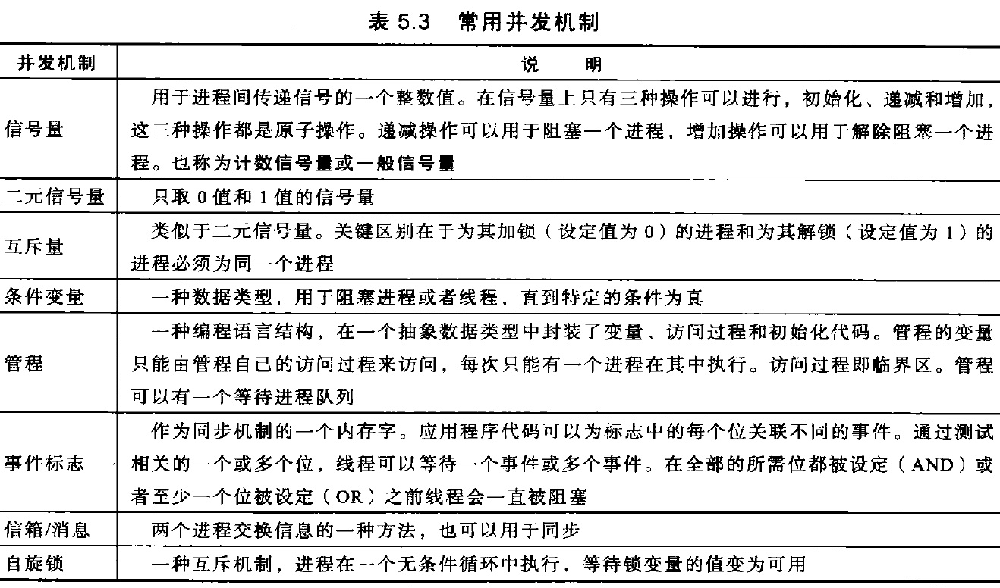 表 5.3 常用并发机制
并发机制 说 明
信号量
用于进程间传递信号的一个整数值。在信号量上只有三种操作可以进行，初始化、递减和增加，
这三种操作都是原子操作。递减操作可以用于阻塞一个进程，增加操作可以用于解除阻塞一个进
程。也称为计数信号量或一般信号量
二元信号量 只取 0 值和 1 值的信号量
互斥量
类似于二元信号量。关键区别在于为其加锁（设定值为 0）的进程和为其解锁（设定值为 1）的
进程必须为同一个进程
条件变量 一种数据类型，用于阻塞进程或者线程，直到特定的条件为真
管程
一种编程语言结构，在一个抽象数据类型中封装了变量、访问过程和初始化代码。管程的变量
只能由管程自己的访问过程来访问，每次只能有一个进程在其中执行。访问过程即临界区。管程
可以有一个等待进程队列
事件标志
作为同步机制的一个内存字。应用程序代码可以为标志中的每个位关联不同的事件。通过测试
相关的一个或多个位，线程可以等待一个事件或多个事件。在全部的所需位都被设定（AND）或
者至少一个位被设定（OR）之前线程会一直被阻塞
信箱/消息 两个进程交换信息的一种方法，也可以用于同步
自旋锁 一种互斥机制，进程在一个无条件循环中执行，等待锁变量的值变为可用